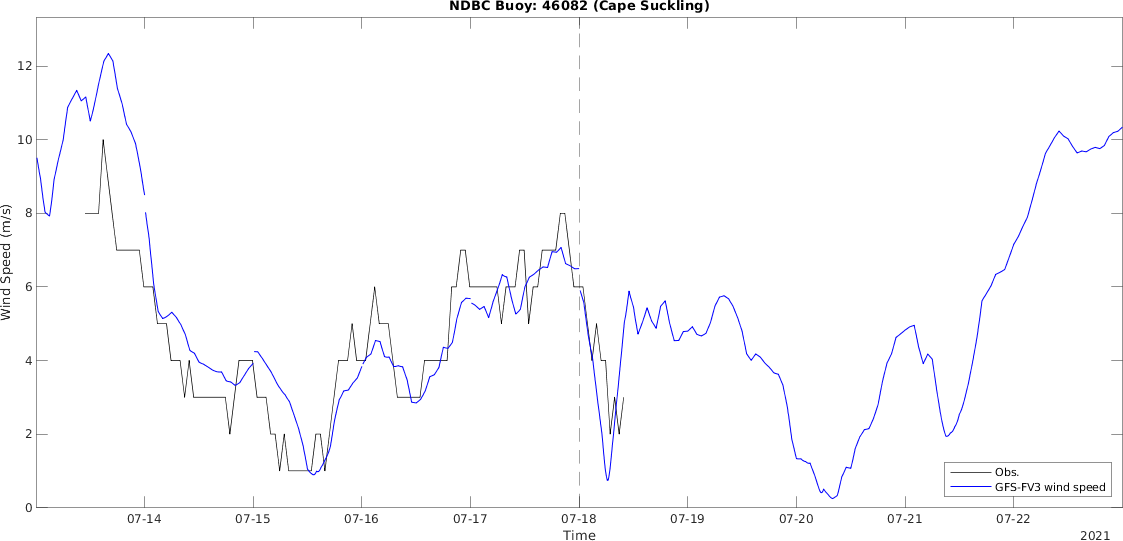 NDBC Buoy: 46082 (Cape Suckling)
Wind Speed (m/s)
12
10
8
6
4
2
0
07-14 07-15 07-16 07-17 07-18 07-19 07-20 07-21 07-22
Time
2021
Obs.
GFS-FV3 wind speed